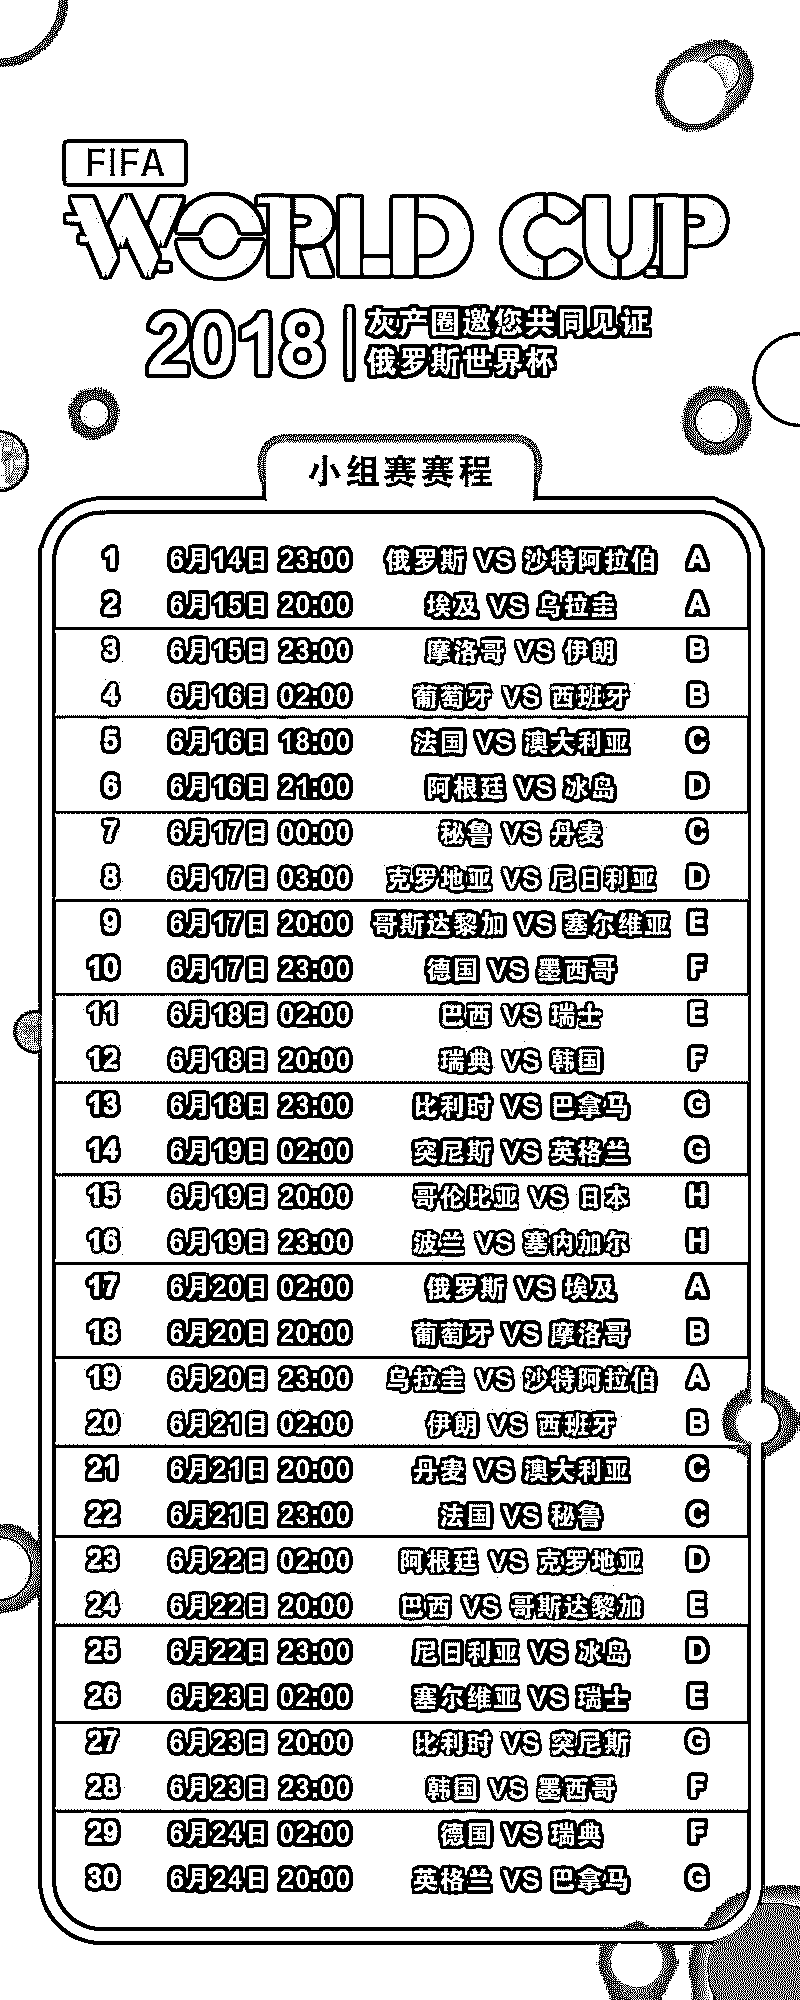 FIFA
WORLD CUP
2018
灰产圈邀您共同见证
俄罗斯世界杯
小组赛赛程
1 6月14日 23:00 俄罗斯 VS 沙特阿拉伯 A
2 6月15日 20:00 埃及 VS 乌拉圭 A
3 6月15日 23:00 摩洛哥 VS 伊朗 B
4 6月16日 02:00 葡萄牙 VS 西班牙 B
5 6月16日 18:00 法国 VS 澳大利亚 C
6 6月16日 21:00 阿根廷 VS 冰岛 D
7 6月17日 00:00 秘鲁 VS 丹麦 C
8 6月17日 03:00 克罗地亚 VS 尼日利亚 D
9 6月17日 20:00 哥斯达黎加 VS 塞尔维亚 E
10 6月17日 23:00 德国 VS 墨西哥 F
11 6月18日 02:00 巴西 VS 瑞士 E
12 6月18日 20:00 瑞典 VS 韩国 F
13 6月18日 23:00 比利时 VS 巴拿马 G
14 6月19日 02:00 突尼斯 VS 英格兰 G
15 6月19日 20:00 哥伦比亚 VS 日本 H
16 6月19日 23:00 波兰 VS 塞内加尔 H
17 6月20日 02:00 俄罗斯 VS 埃及 A
18 6月20日 20:00 葡萄牙 VS 摩洛哥 B
19 6月20日 23:00 乌拉圭 VS 沙特阿拉伯 A
20 6月21日 02:00 伊朗 VS 西班牙 B
21 6月21日 20:00 丹麦 VS 澳大利亚 C
22 6月21日 23:00 法国 VS 秘鲁 C
23 6月22日 02:00 阿根廷 VS 克罗地亚 D
24 6月22日 20:00 巴西 VS 哥斯达黎加 E
25 6月22日 23:00 尼日利亚 VS 冰岛 D
26 6月23日 02:00 塞尔维亚 VS 瑞士 E
27 6月23日 20:00 比利时 VS 突尼斯 G
28 6月23日 23:00 韩国 VS 墨西哥 F
29 6月24日 02:00 德国 VS 瑞典 F
30 6月24日 20:00 英格兰 VS 巴拿马 G